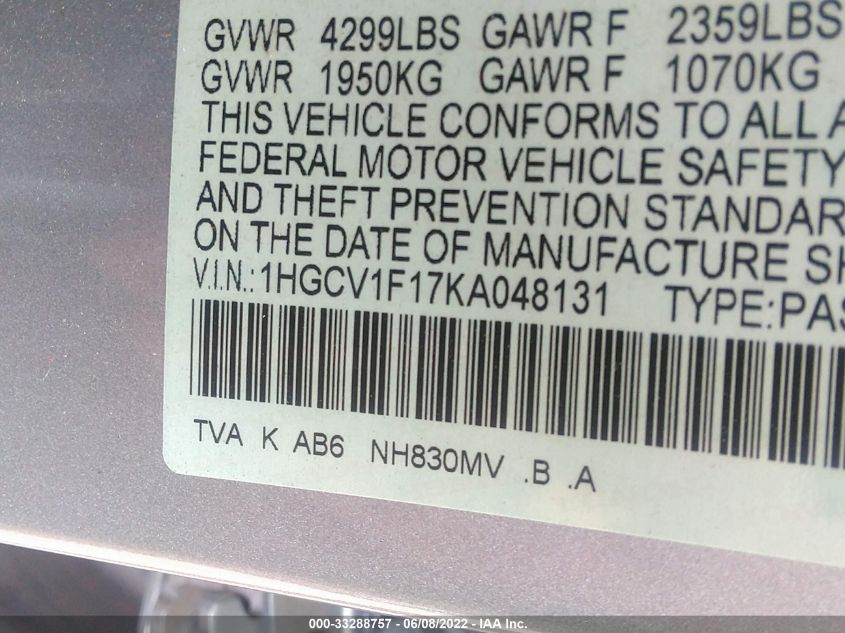 GVWR 4299LBS GAWR F 2359LBS
GVWR 1950KG GAWR F 1070KG
THIS VEHICLE CONFORMS TO ALL A
FEDERAL MOTOR VEHICLE SAFETY
AND THEFT PREVENTION STANDAR
ON THE DATE OF MANUFACTURE SH
V.I.N.:1HGCV1F17KA048131 TYPE:PAS
TVA K AB6 NH830MV .B .A
000-33288757 - 06/08/2022 - IAA Inc.